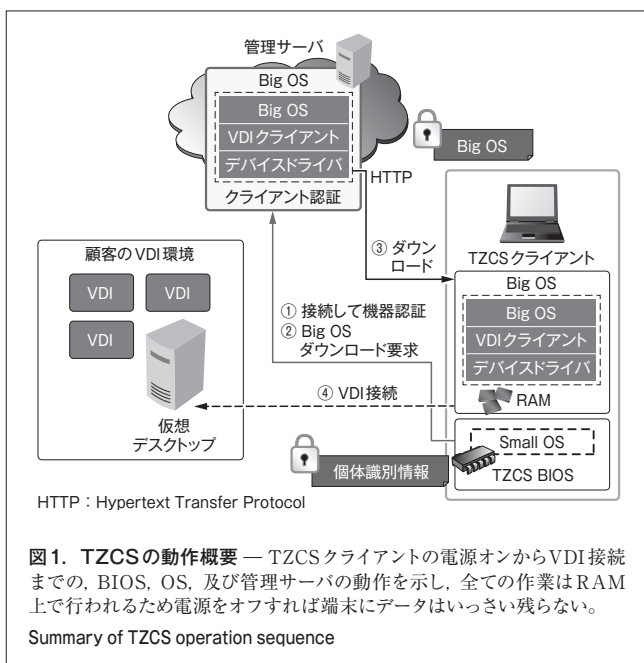 管理サーバ
Big OS
Big OS
VDIクライアント
デバイスドライバ
クライアント認証
Big OS
HTTP
③ ダウン
ロード
TZCSクライアント
Big OS
Big OS
VDIクライアント
デバイスドライバ
RAM
Small OS
TZCS BIOS
顧客のVDI環境
VDI
VDI
VDI
仮想
デスクトップ
① 接続して機器認証
② Big OS
ダウンロード要求
④ VDI接続
個体識別情報
HTTP：Hypertext Transfer Protocol
図1. TZCSの動作概要 — TZCSクライアントの電源オンからVDI接続
までの，BIOS，OS，及び管理サーバの動作を示し，全ての作業はRAM
上で行われるため電源をオフすれば端末にデータはいっさい残らない。
Summary of TZCS operation sequence